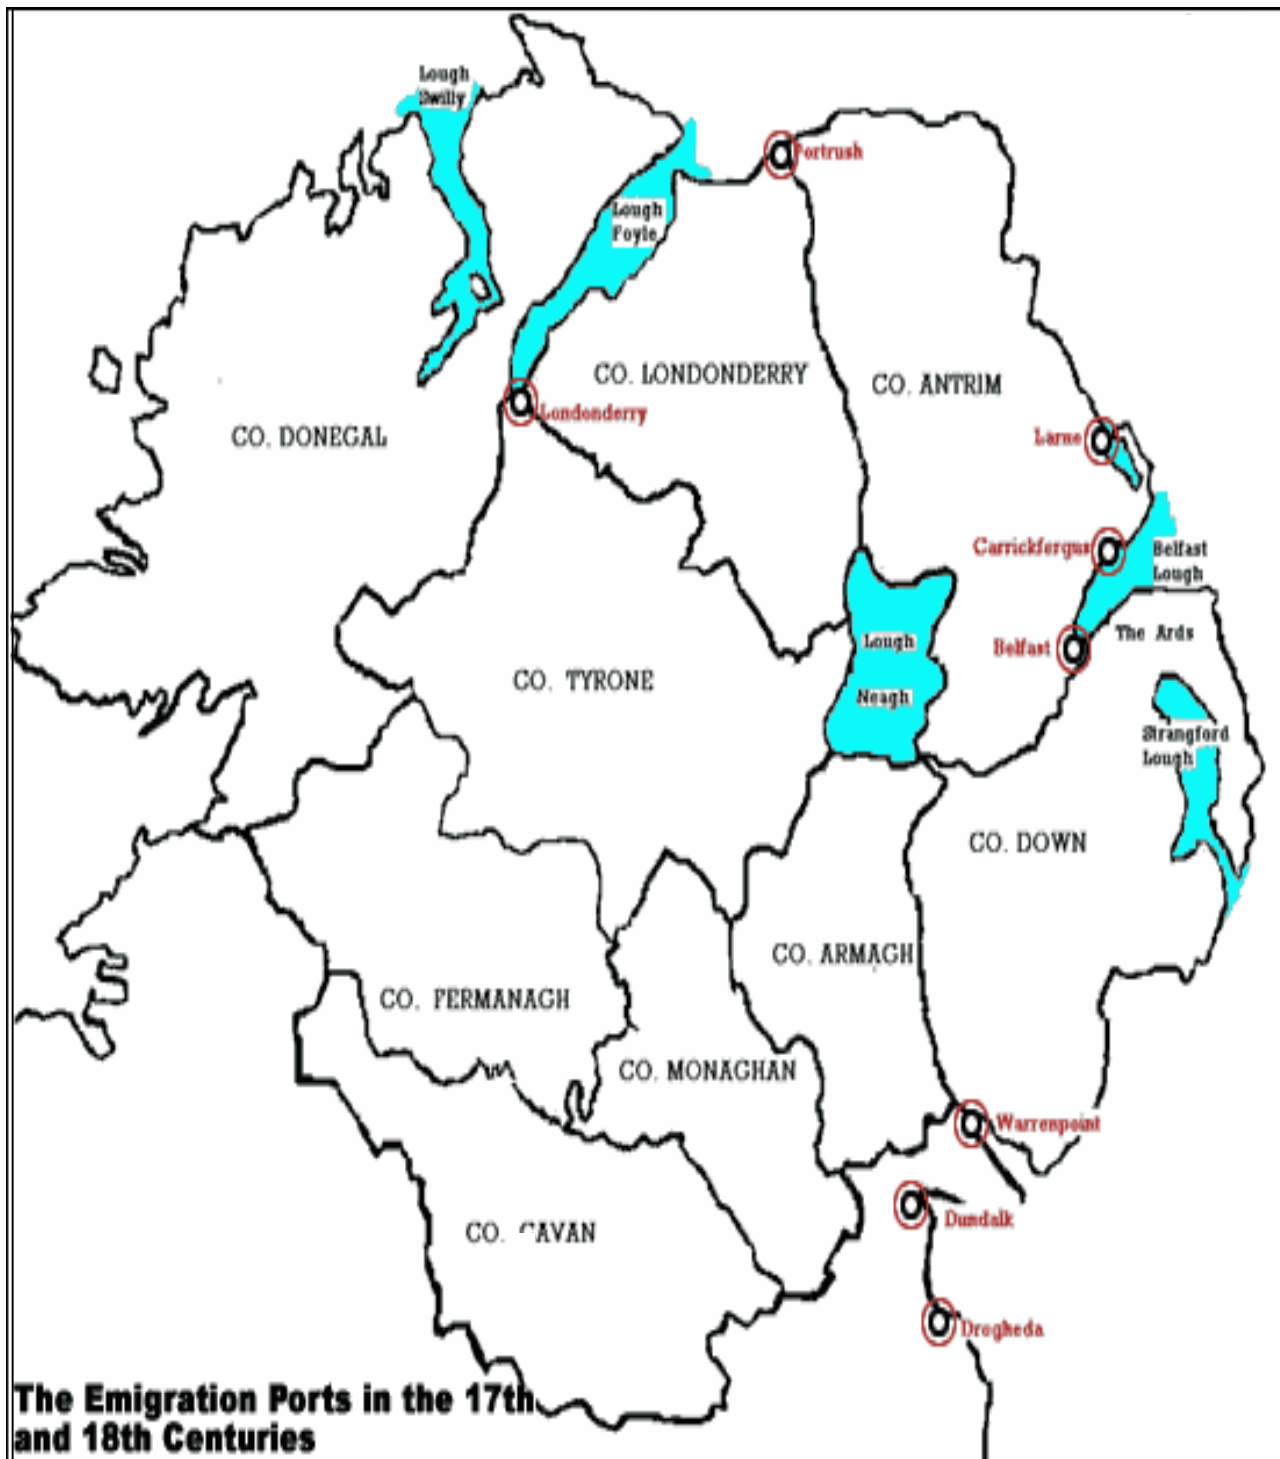 Lough
Swilly
Portrush
Lough
Foyle
CO. LONDONDERRY
CO. ANTRIM
Londonderry
CO. DONEGAL
Larne
Carrickfergus
Belfast
Lough
The Ards
Lough
Neagh
Belfast
CO. TYRONE
Strangford
Lough
CO. DOWN
CO. ARMAGH
CO. FERMANAGH
CO. MONAGHAN
Warrenpoint
Dundalk
CO. CAVAN
Drogheda
The Emigration Ports in the 17th
and 18th Centuries